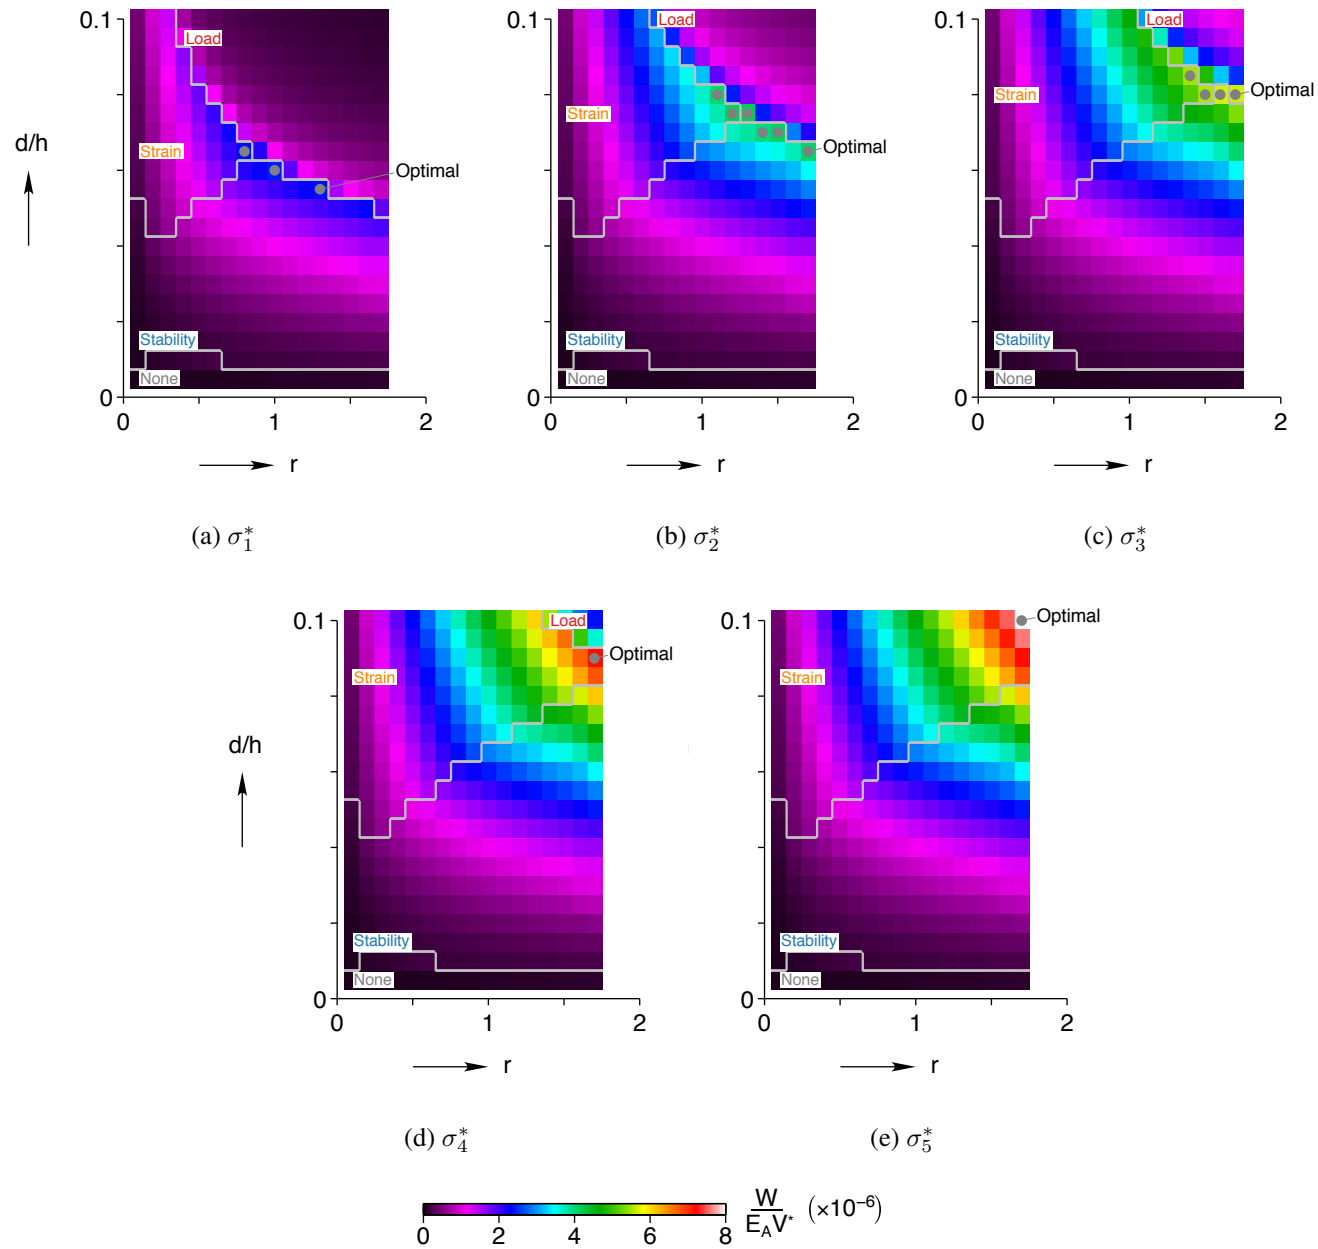 0.1
Load
Strain
Optimal
d/h
Stability
None
0
0
1
2
r
(a) σ₁*
Load
Strain
Optimal
Stability
None
0
0
1
2
r
(b) σ₂*
Load
Strain
Optimal
Stability
None
0
0
1
2
r
(c) σ₃*
0.1
Load
Optimal
Strain
d/h
Stability
None
0
0
1
2
r
(d) σ₄*
0.1
Optimal
Strain
Stability
None
0
0
1
2
r
(e) σ₅*
0 2 4 6 8
W
E_A V* (×10⁻⁶)
0.1
0.1